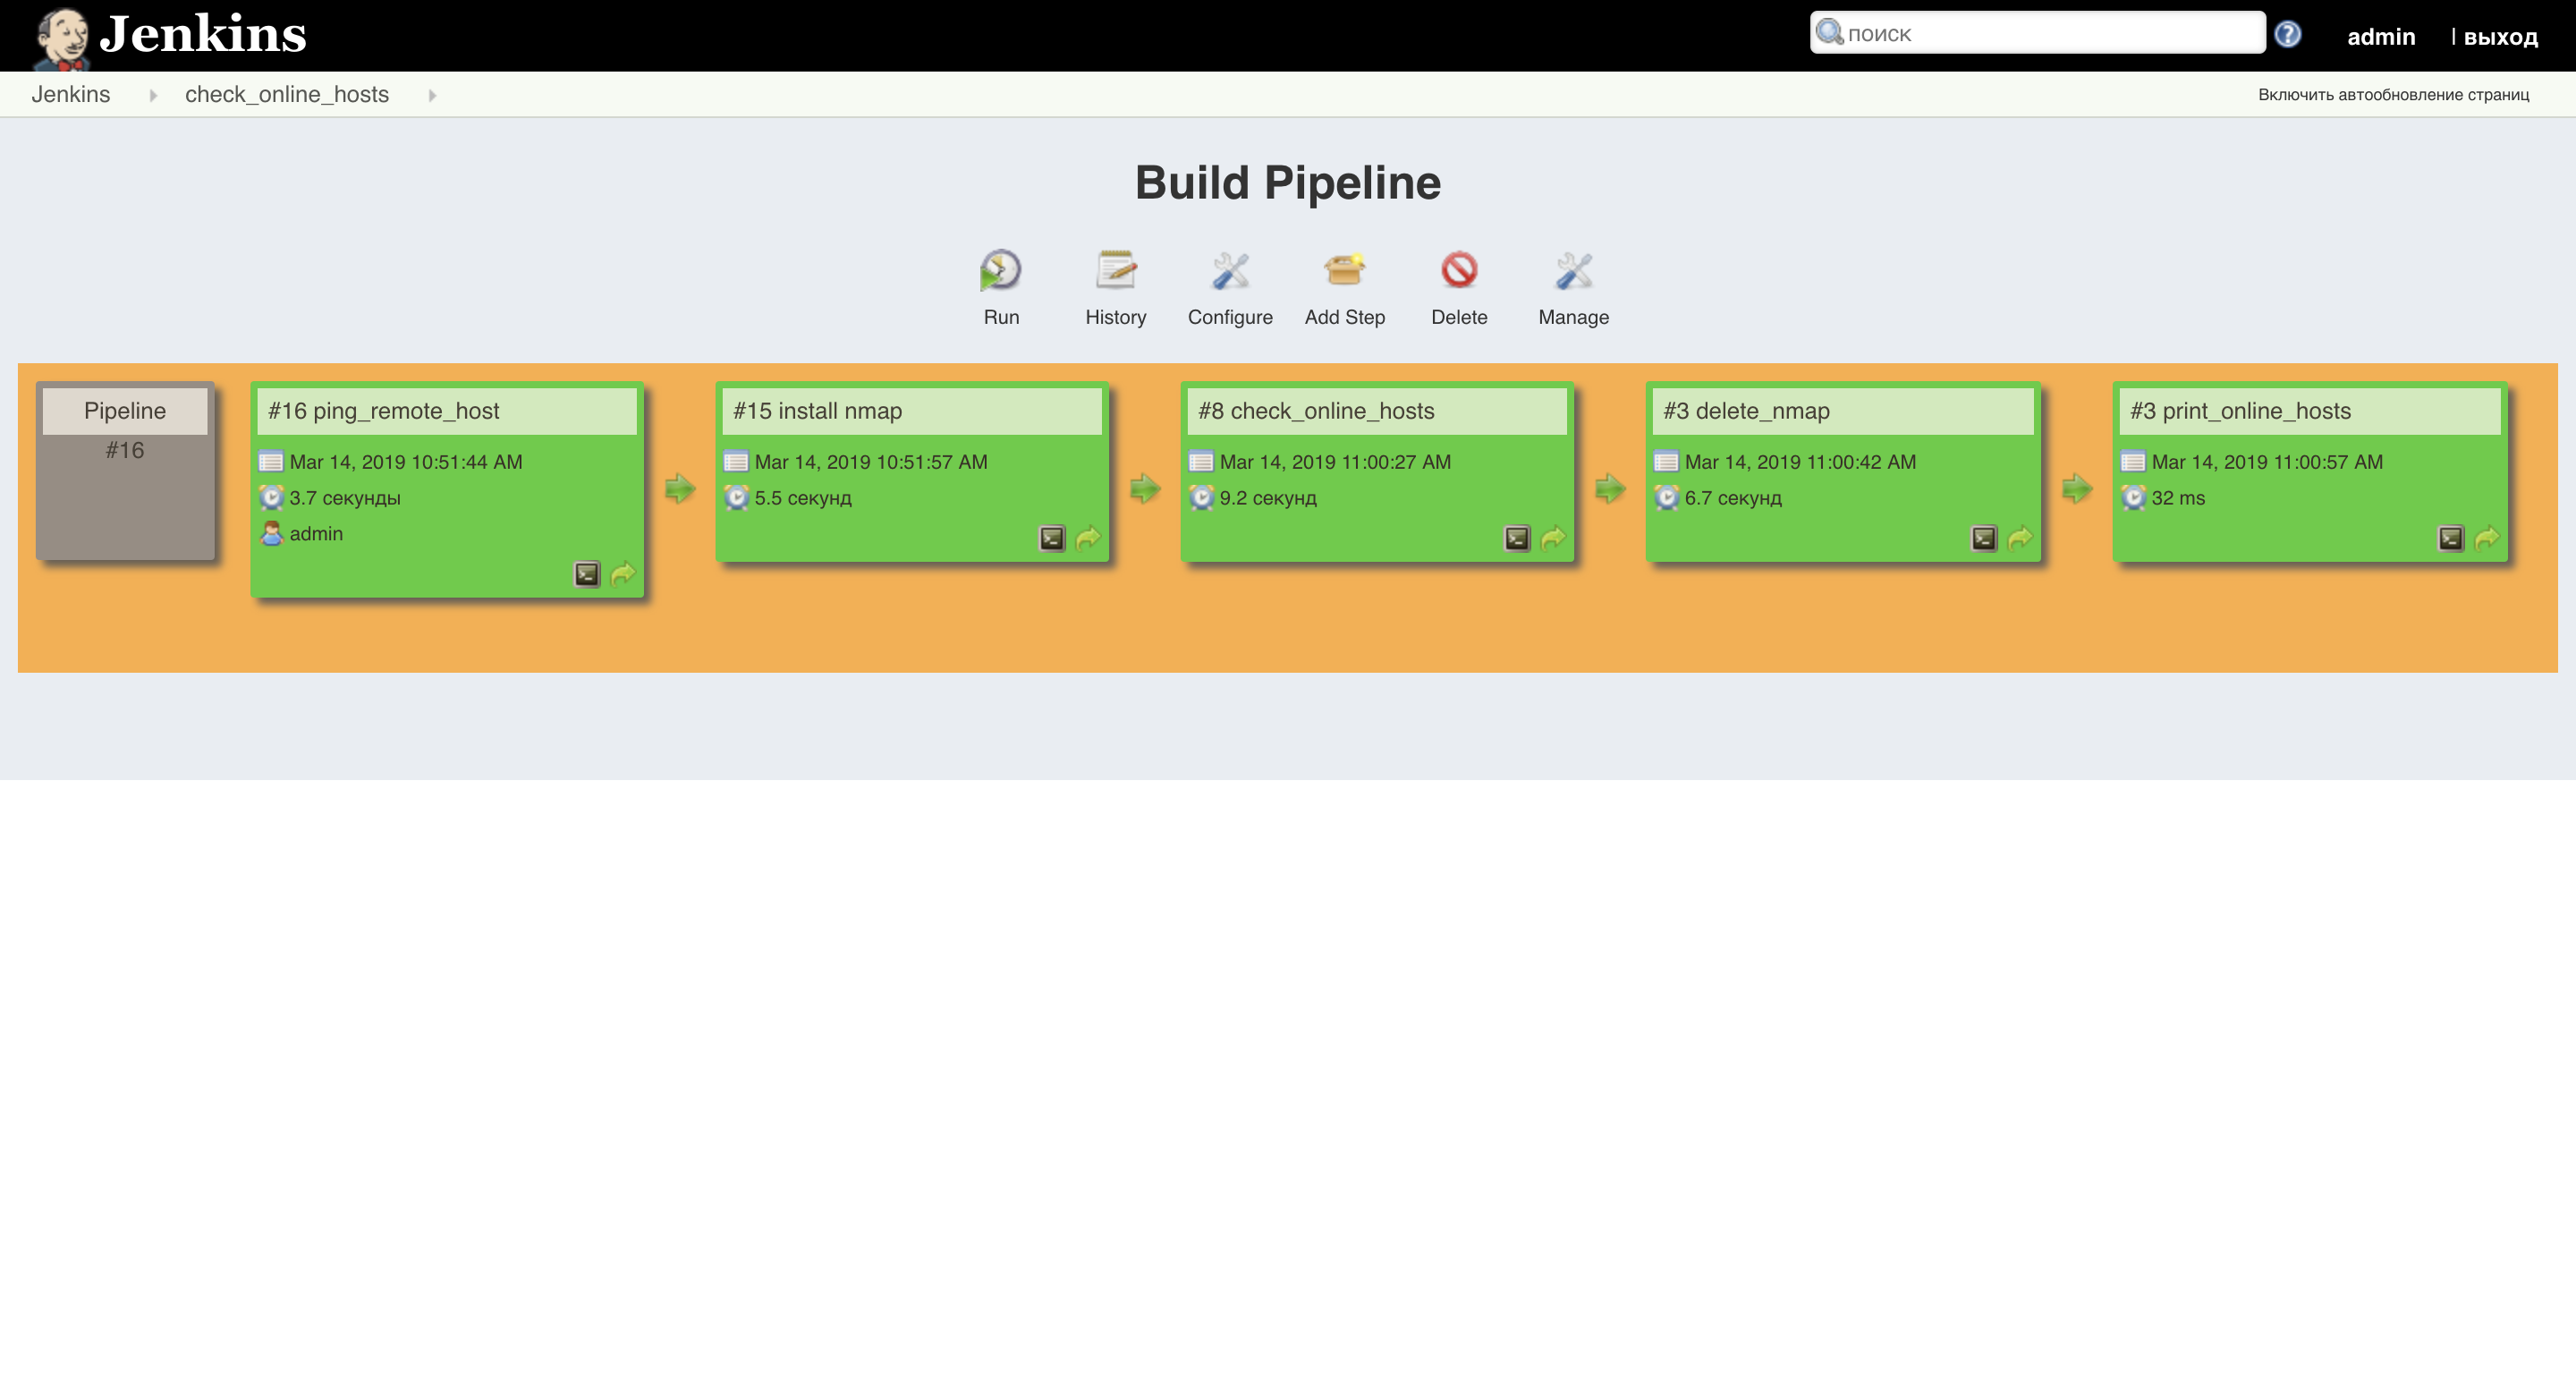 Jenkins
поиск
admin
| выход
Jenkins
check_online_hosts
Включить автообновление страниц
Build Pipeline
Run
History
Configure
Add Step
Delete
Manage
Pipeline
#16
#16 ping_remote_host
Mar 14, 2019 10:51:44 AM
3.7 секунды
admin
#15 install nmap
Mar 14, 2019 10:51:57 AM
5.5 секунд
#8 check_online_hosts
Mar 14, 2019 11:00:27 AM
9.2 секунд
#3 delete_nmap
Mar 14, 2019 11:00:42 AM
6.7 секунд
#3 print_online_hosts
Mar 14, 2019 11:00:57 AM
32 ms